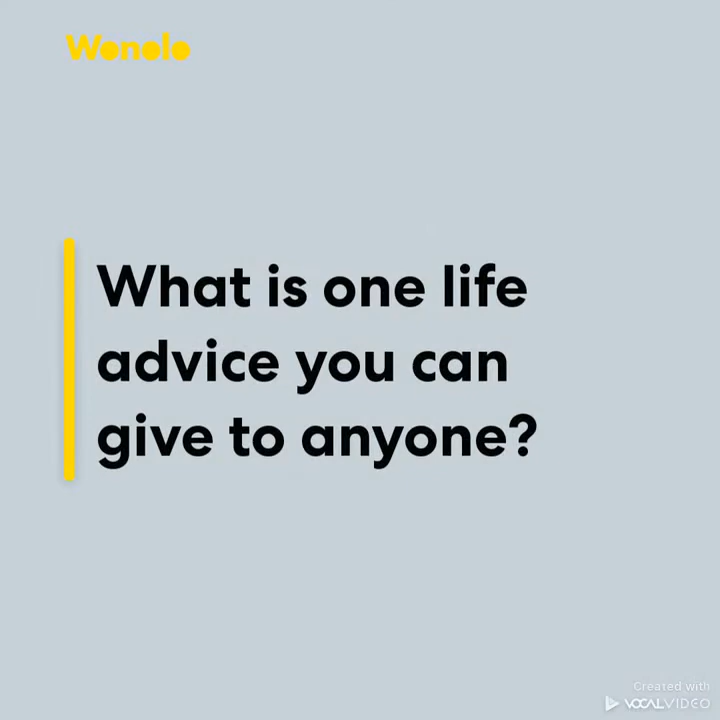 Wonolo
What is one life
advice you can
give to anyone?
Created with
VOCALVIDEO